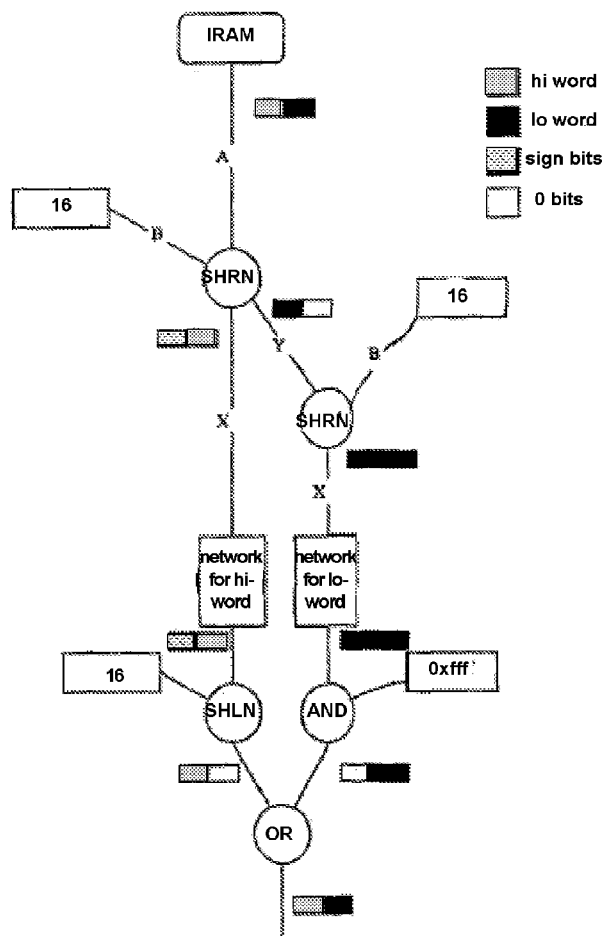 IRAM
hi word
lo word
sign bits
0 bits
A
16
B
SHRN
16
Y
B
SHRN
X
X
network
for hi-
word
network
for lo-
word
16
0xfff
SHLN
AND
OR